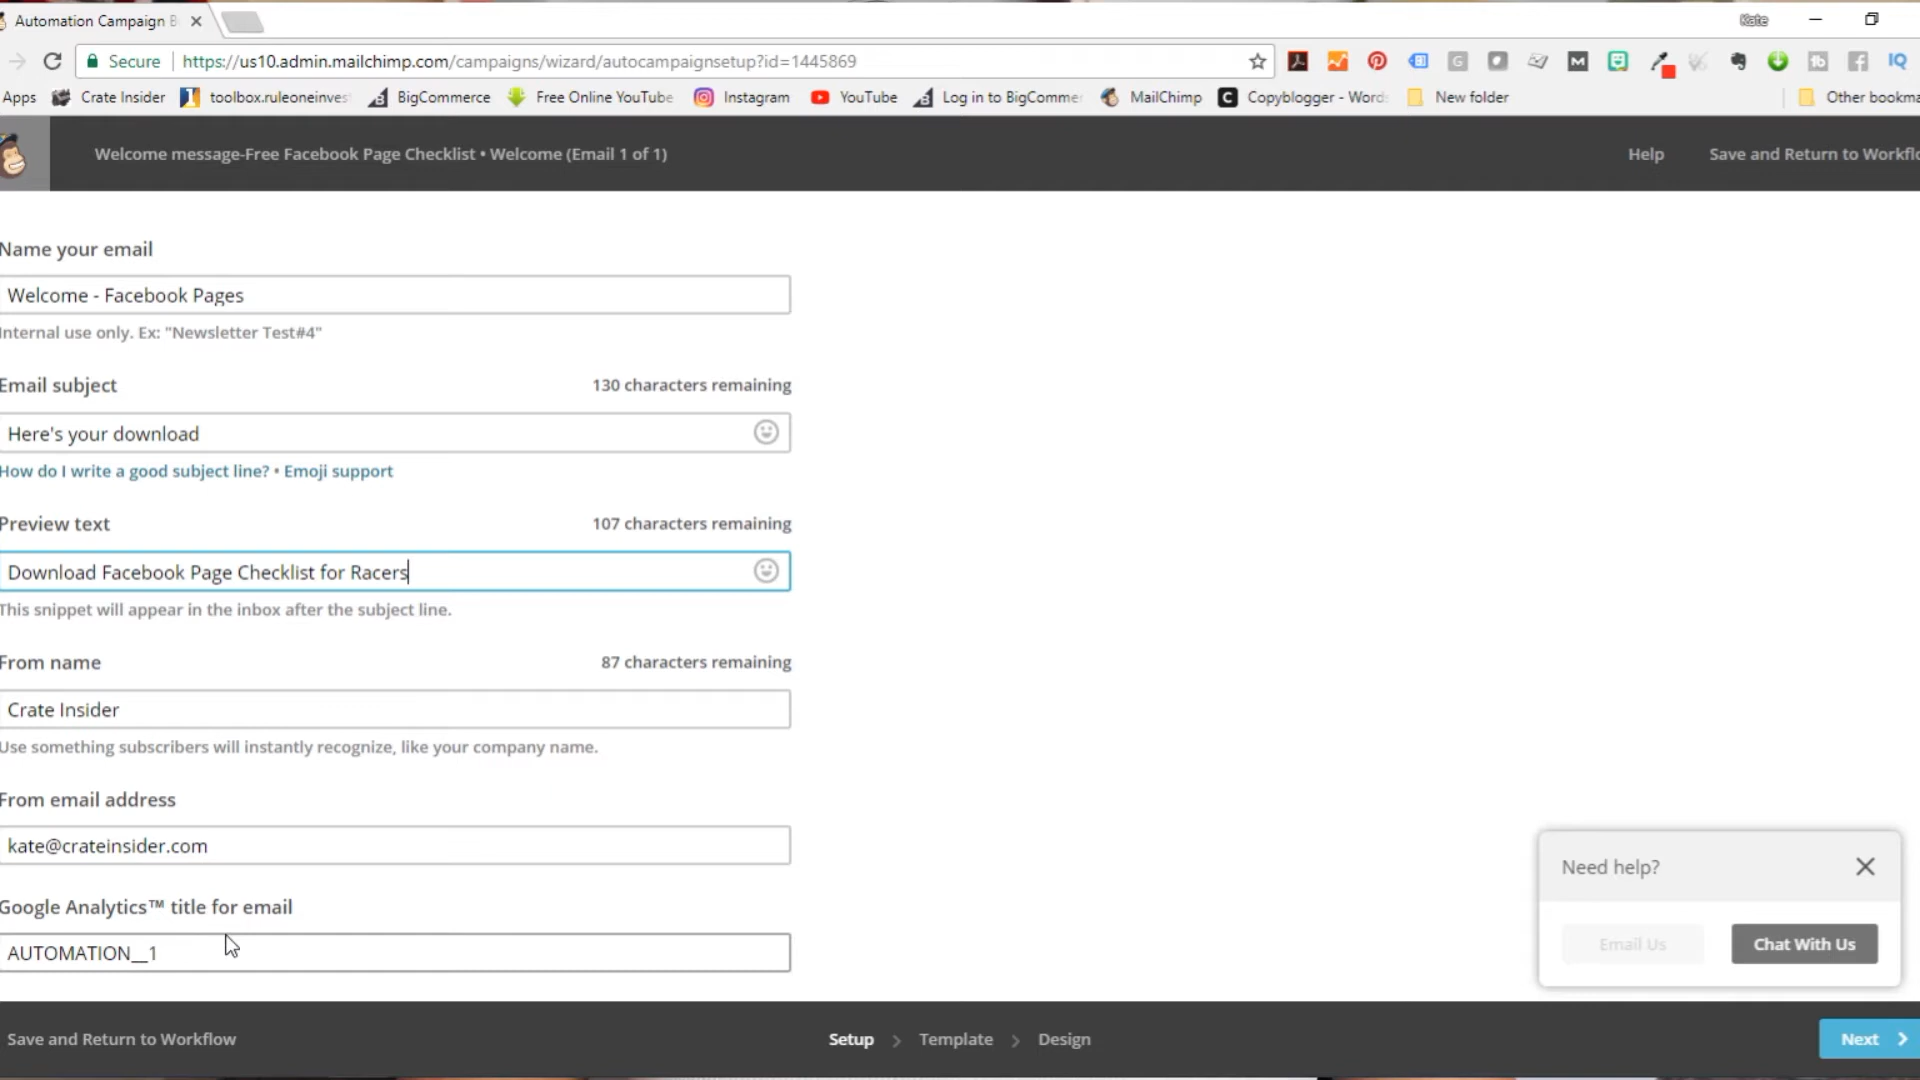 Automation Campaign B
Kate
Secure https://us10.admin.mailchimp.com/campaigns/wizard/autocampaignsetup?id=1445869
Apps Crate Insider toolbox.ruleoneinves BigCommerce Free Online YouTube Instagram YouTube Log in to BigCommer MailChimp Copyblogger - Words New folder Other bookma
Welcome message-Free Facebook Page Checklist • Welcome (Email 1 of 1) Help Save and Return to Workflo
Name your email
Welcome - Facebook Pages
Internal use only. Ex: "Newsletter Test#4"
Email subject 130 characters remaining
Here's your download
How do I write a good subject line? • Emoji support
Preview text 107 characters remaining
Download Facebook Page Checklist for Racers
This snippet will appear in the inbox after the subject line.
From name 87 characters remaining
Crate Insider
Use something subscribers will instantly recognize, like your company name.
From email address
kate@crateinsider.com
Google Analytics™ title for email
AUTOMATION__1
Need help?
Email Us Chat With Us
Save and Return to Workflow Setup Template Design Next